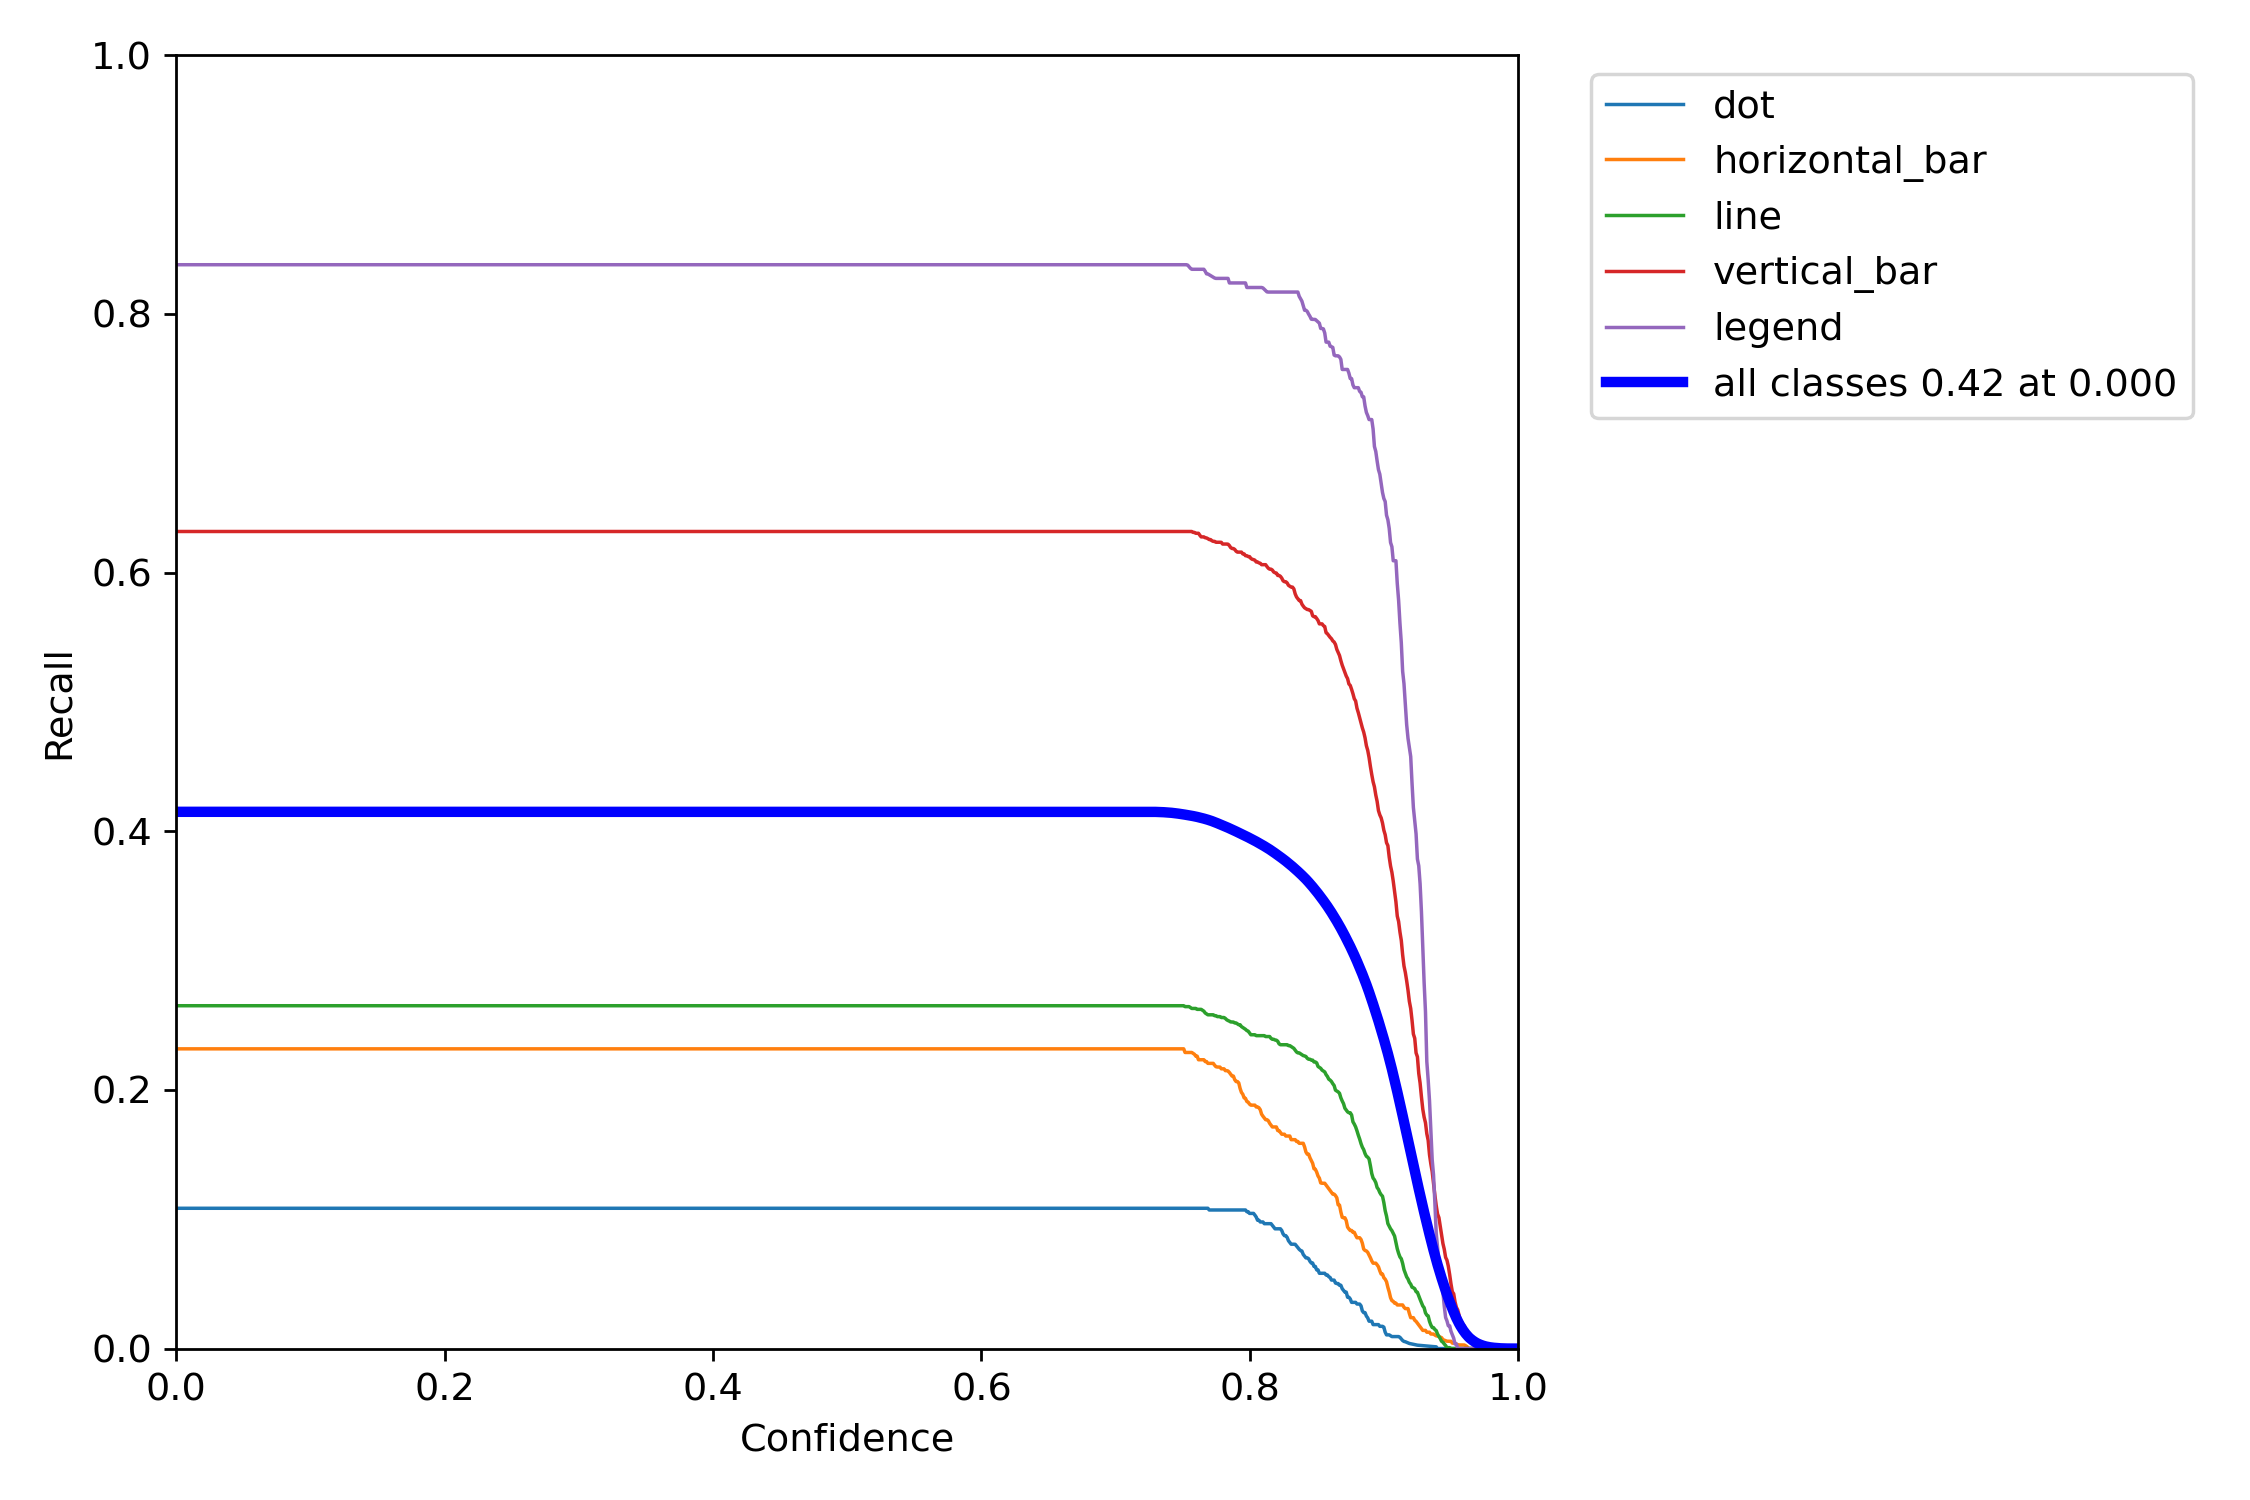 1.0
0.8
0.6
0.4
0.2
0.0
Recall
0.0 0.2 0.4 0.6 0.8 1.0
Confidence
dot
horizontal_bar
line
vertical_bar
legend
all classes 0.42 at 0.000